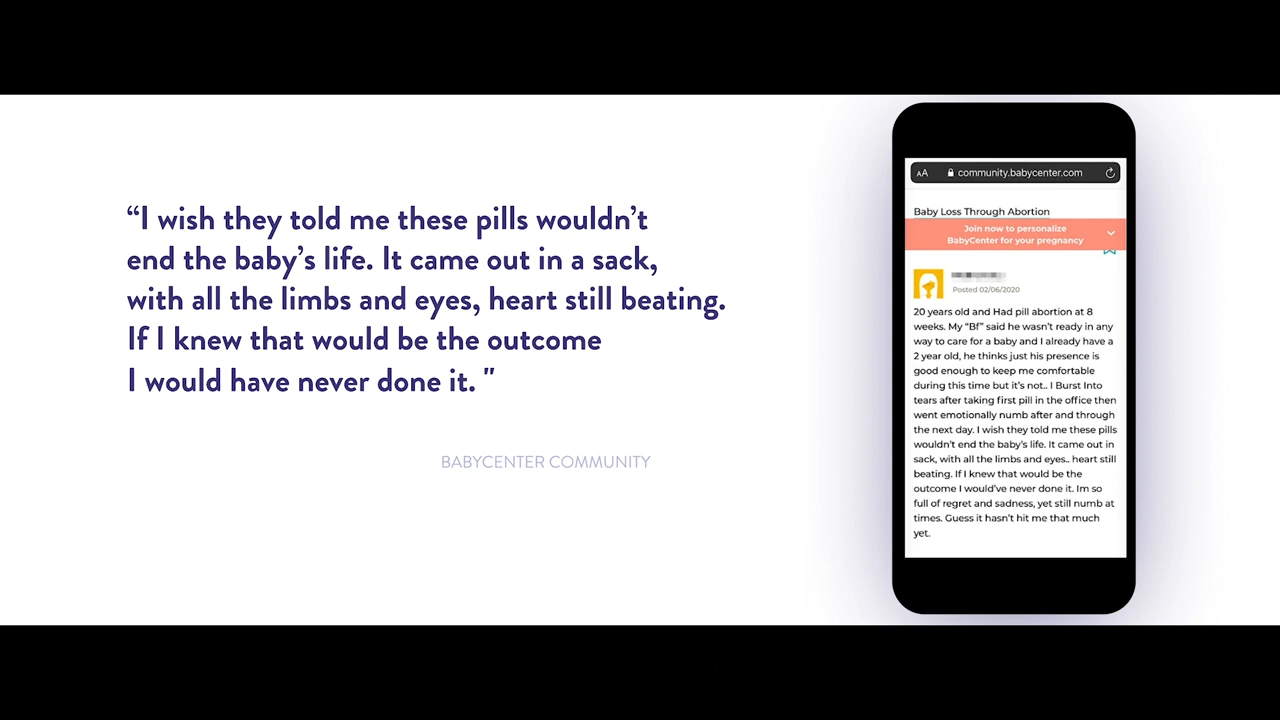 “I wish they told me these pills wouldn’t
end the baby’s life. It came out in a sack,
with all the limbs and eyes, heart still beating.
If I knew that would be the outcome
I would have never done it. "
BABYCENTER COMMUNITY
AA community.babycenter.com
Baby Loss Through Abortion
Join now to personalize
BabyCenter for your pregnancy
Posted 02/06/2020
20 years old and Had pill abortion at 8
weeks. My “Bf” said he wasn’t ready in any
way to care for a baby and I already have a
2 year old, he thinks just his presence is
good enough to keep me comfortable
during this time but it’s not.. I Burst Into
tears after taking first pill in the office then
went emotionally numb after and through
the next day. I wish they told me these pills
wouldn’t end the baby’s life. It came out in
sack, with all the limbs and eyes.. heart still
beating. If I knew that would be the
outcome I would’ve never done it. Im so
full of regret and sadness, yet still numb at
times. Guess it hasn’t hit me that much
yet.